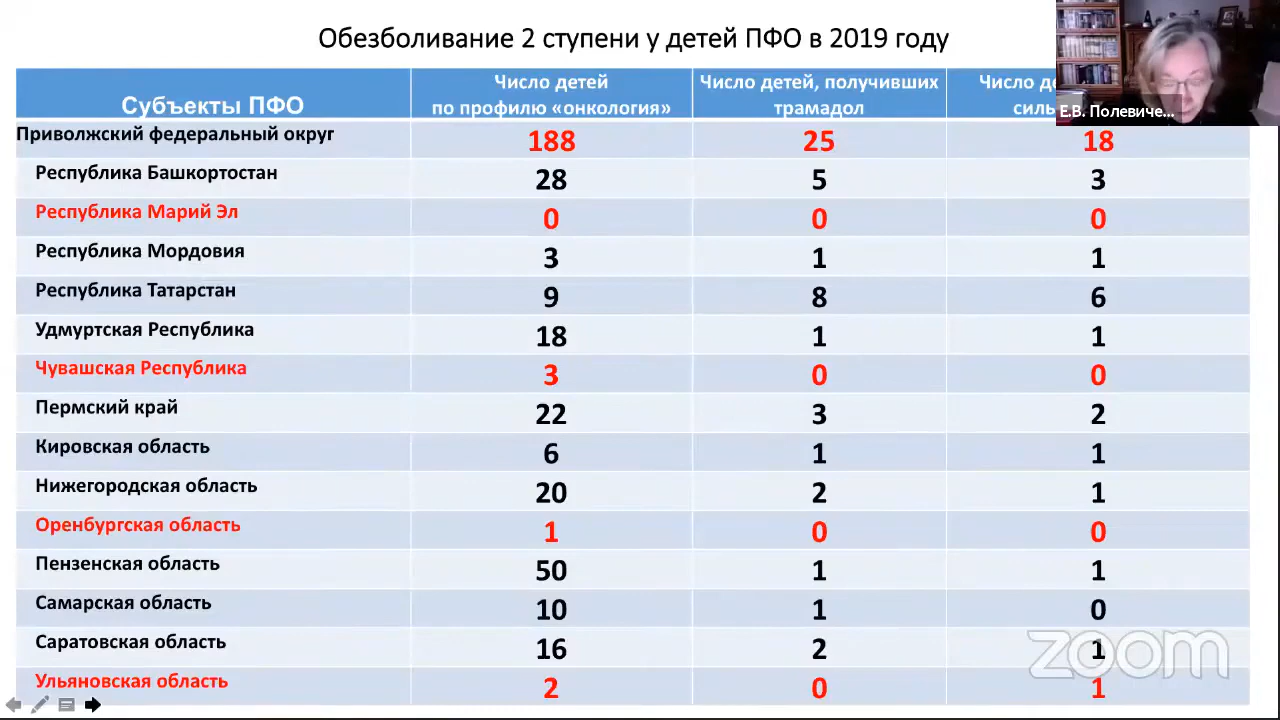 Обезболивание 2 ступени у детей ПФО в 2019 году
Субъекты ПФО
Число детей
по профилю «онкология»
Число детей, получивших
трамадол
Число
Е.В. Полевиче...
Приволжский федеральный округ 188 25 18
Республика Башкортостан 28 5 3
Республика Марий Эл 0 0 0
Республика Мордовия 3 1 1
Республика Татарстан 9 8 6
Удмуртская Республика 18 1 1
Чувашская Республика 3 0 0
Пермский край 22 3 2
Кировская область 6 1 1
Нижегородская область 20 2 1
Оренбургская область 1 0 0
Пензенская область 50 1 1
Самарская область 10 1 0
Саратовская область 16 2 1
Ульяновская область 2 0 1
zoom